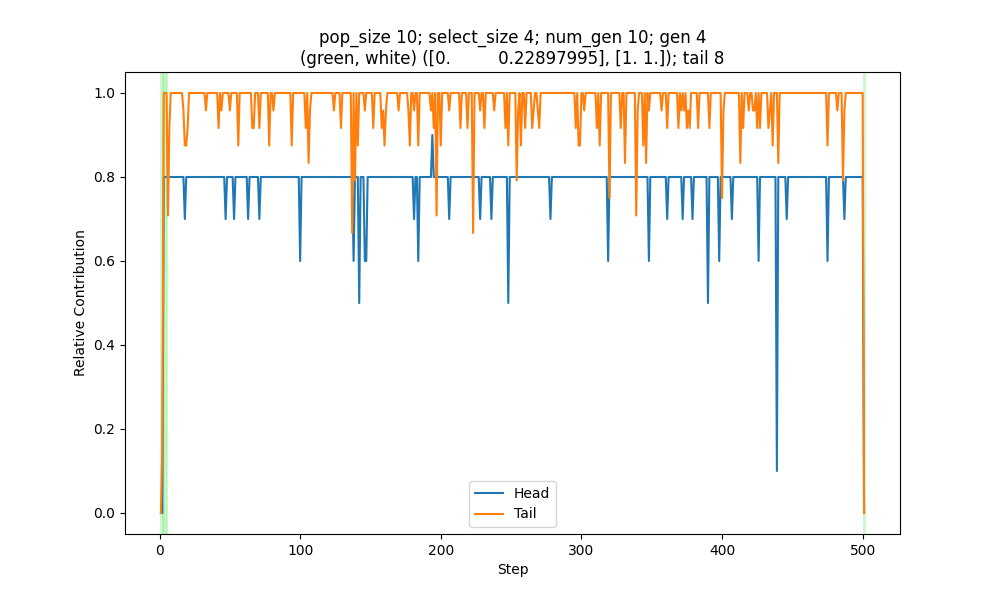 pop_size 10; select_size 4; num_gen 10; gen 4
(green, white) ([0.         0.22897995], [1. 1.]); tail 8
1.0
0.8
0.6
0.4
0.2
0.0
Relative Contribution
Head
Tail
0
100
200
300
400
500
Step